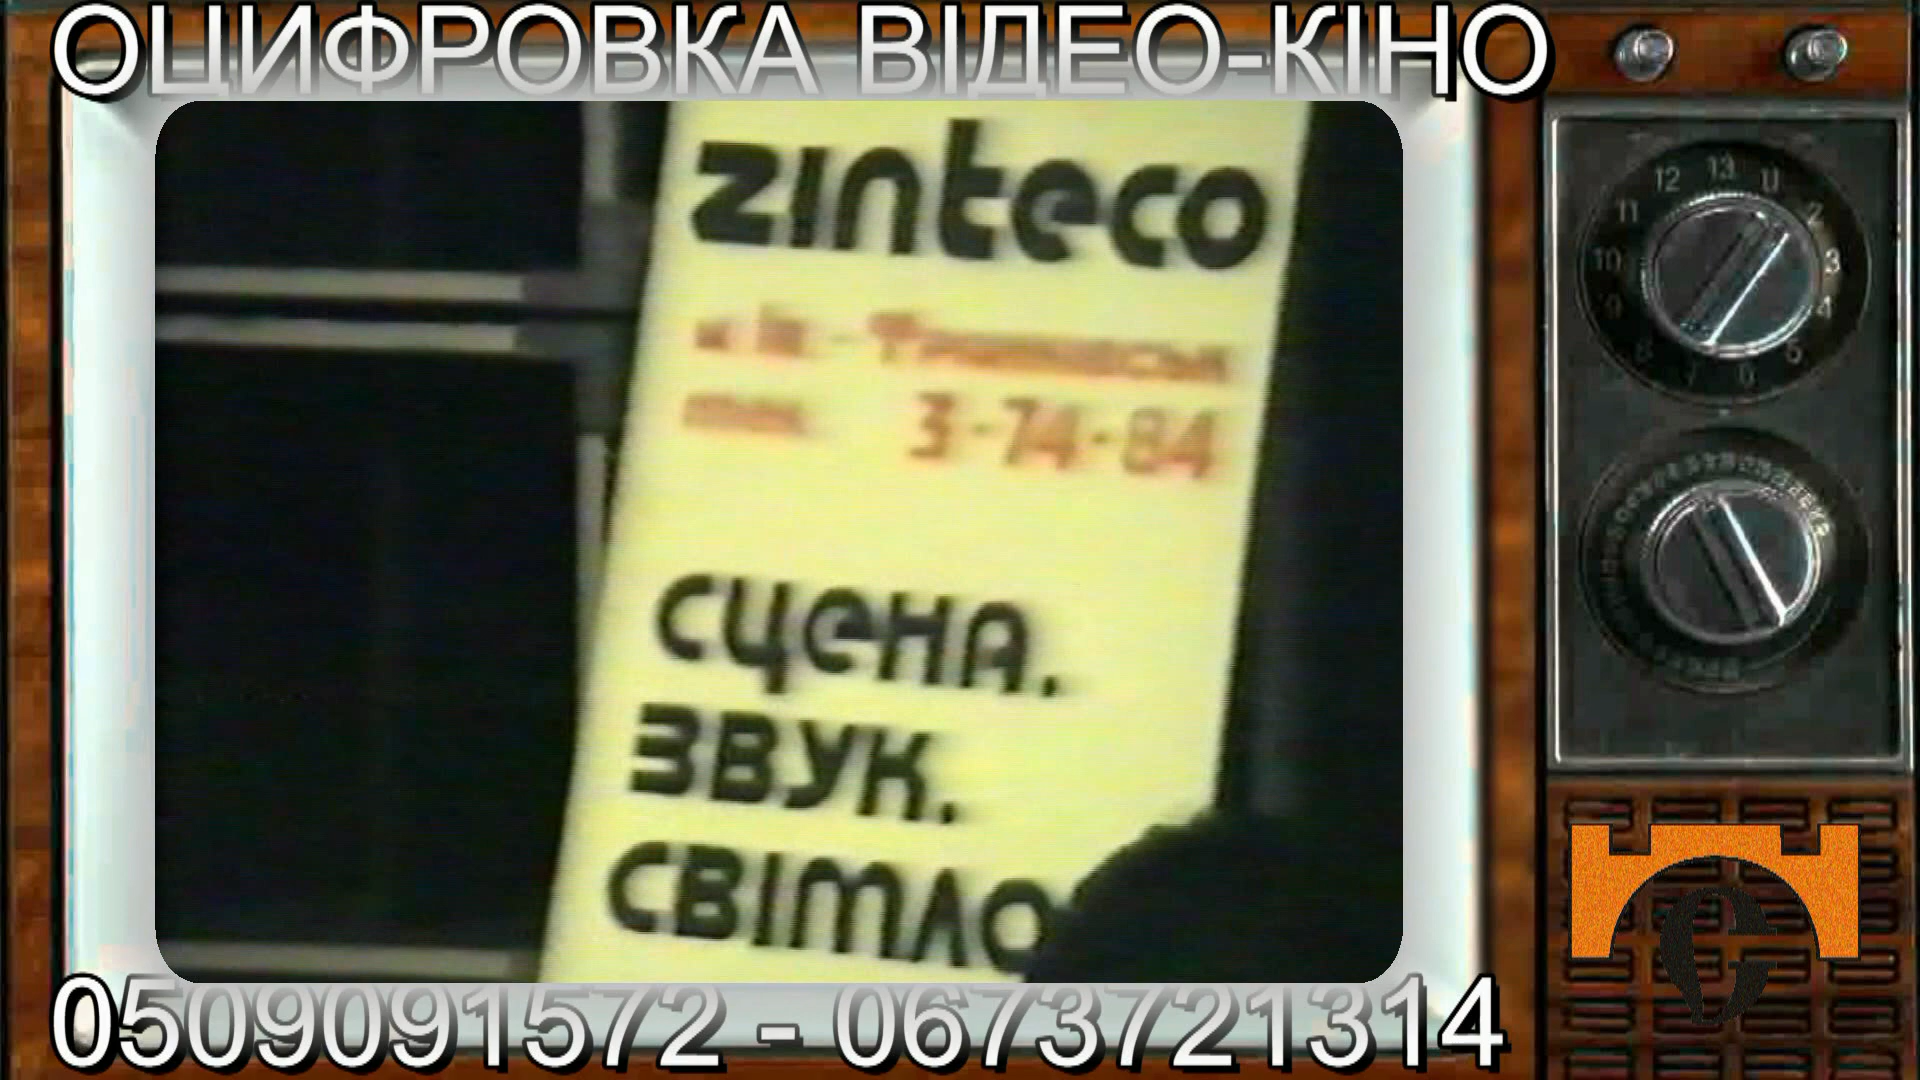 ОЦИФРОВКА ВІДЕО-КІНО
zinteco
3-74-84
сцена.
звук.
світло
0509091572 - 0673721314